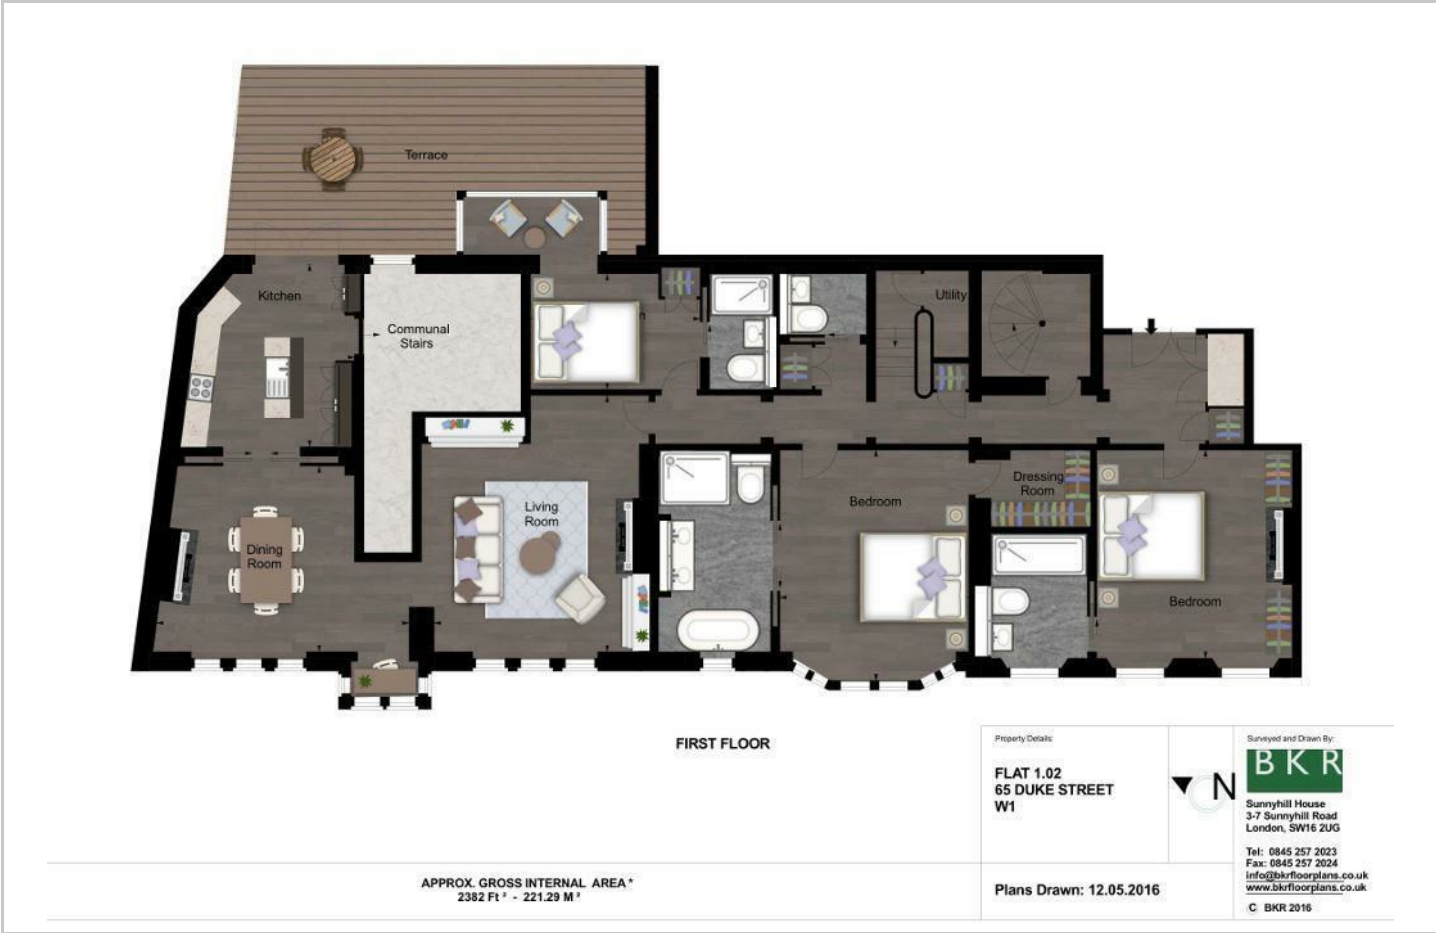 Terrace
Kitchen
Communal
Stairs
Utility
Living
Room
Dining
Room
Bedroom
Dressing
Room
Bedroom
FIRST FLOOR
Property Details:
FLAT 1.02
65 DUKE STREET
W1
N
Surveyed and Drawn By:
BKR
Sunnyhill House
3-7 Sunnyhill Road
London, SW16 2UG
Tel: 0845 257 2023
Fax: 0845 257 2024
info@bkrfloorplans.co.uk
www.bkrfloorplans.co.uk
C BKR 2016
APPROX. GROSS INTERNAL AREA *
2382 Ft ² - 221.29 M ²
Plans Drawn: 12.05.2016